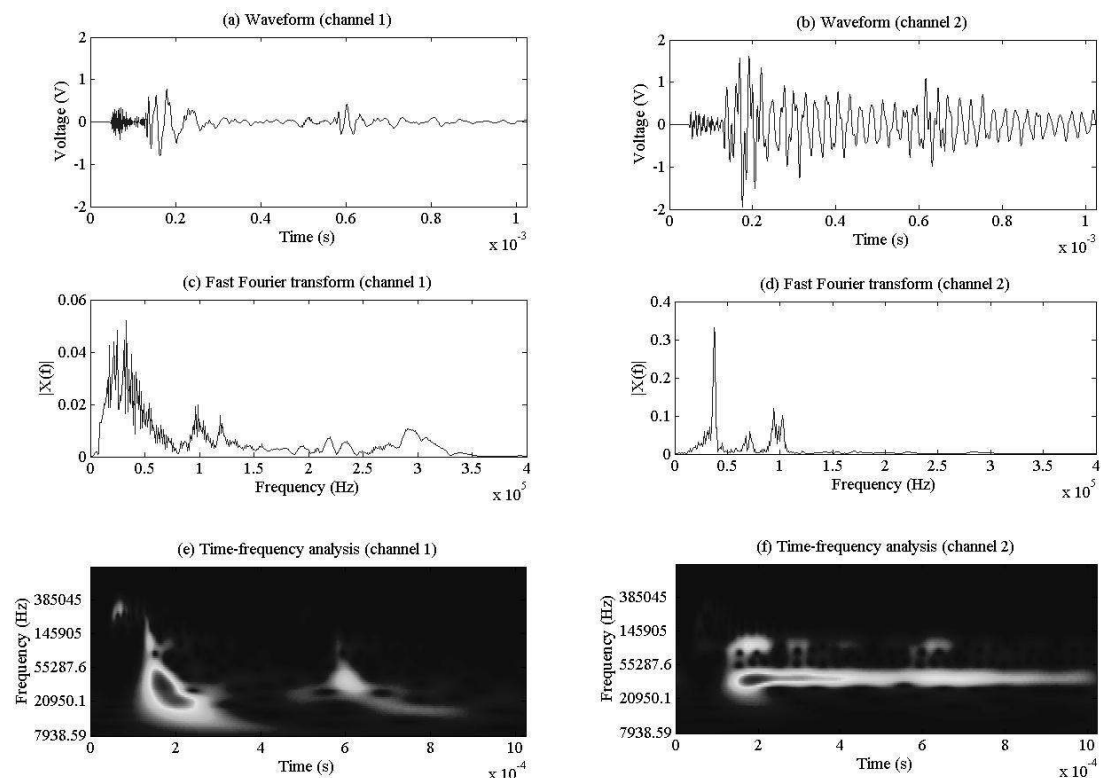 (a) Waveform (channel 1)
Voltage (V)
2
1
0
-1
-2
0
0.2
0.4
0.6
0.8
1
Time (s)
x 10⁻³
(b) Waveform (channel 2)
Voltage (V)
2
1
0
-1
-2
0
0.2
0.4
0.6
0.8
1
Time (s)
x 10⁻³
(c) Fast Fourier transform (channel 1)
|X(f)|
0.06
0.04
0.02
0
0
0.5
1
1.5
2
2.5
3
3.5
4
Frequency (Hz)
x 10⁵
(d) Fast Fourier transform (channel 2)
|X(f)|
0.4
0.3
0.2
0.1
0
0
0.5
1
1.5
2
2.5
3
3.5
4
Frequency (Hz)
x 10⁵
(e) Time-frequency analysis (channel 1)
Frequency (Hz)
385045
145905
55287.6
20950.1
7938.59
0
2
4
6
8
10
Time (s)
x 10⁻⁴
(f) Time-frequency analysis (channel 2)
Frequency (Hz)
385045
145905
55287.6
20950.1
7938.59
0
2
4
6
8
10
Time (s)
x 10⁻⁴